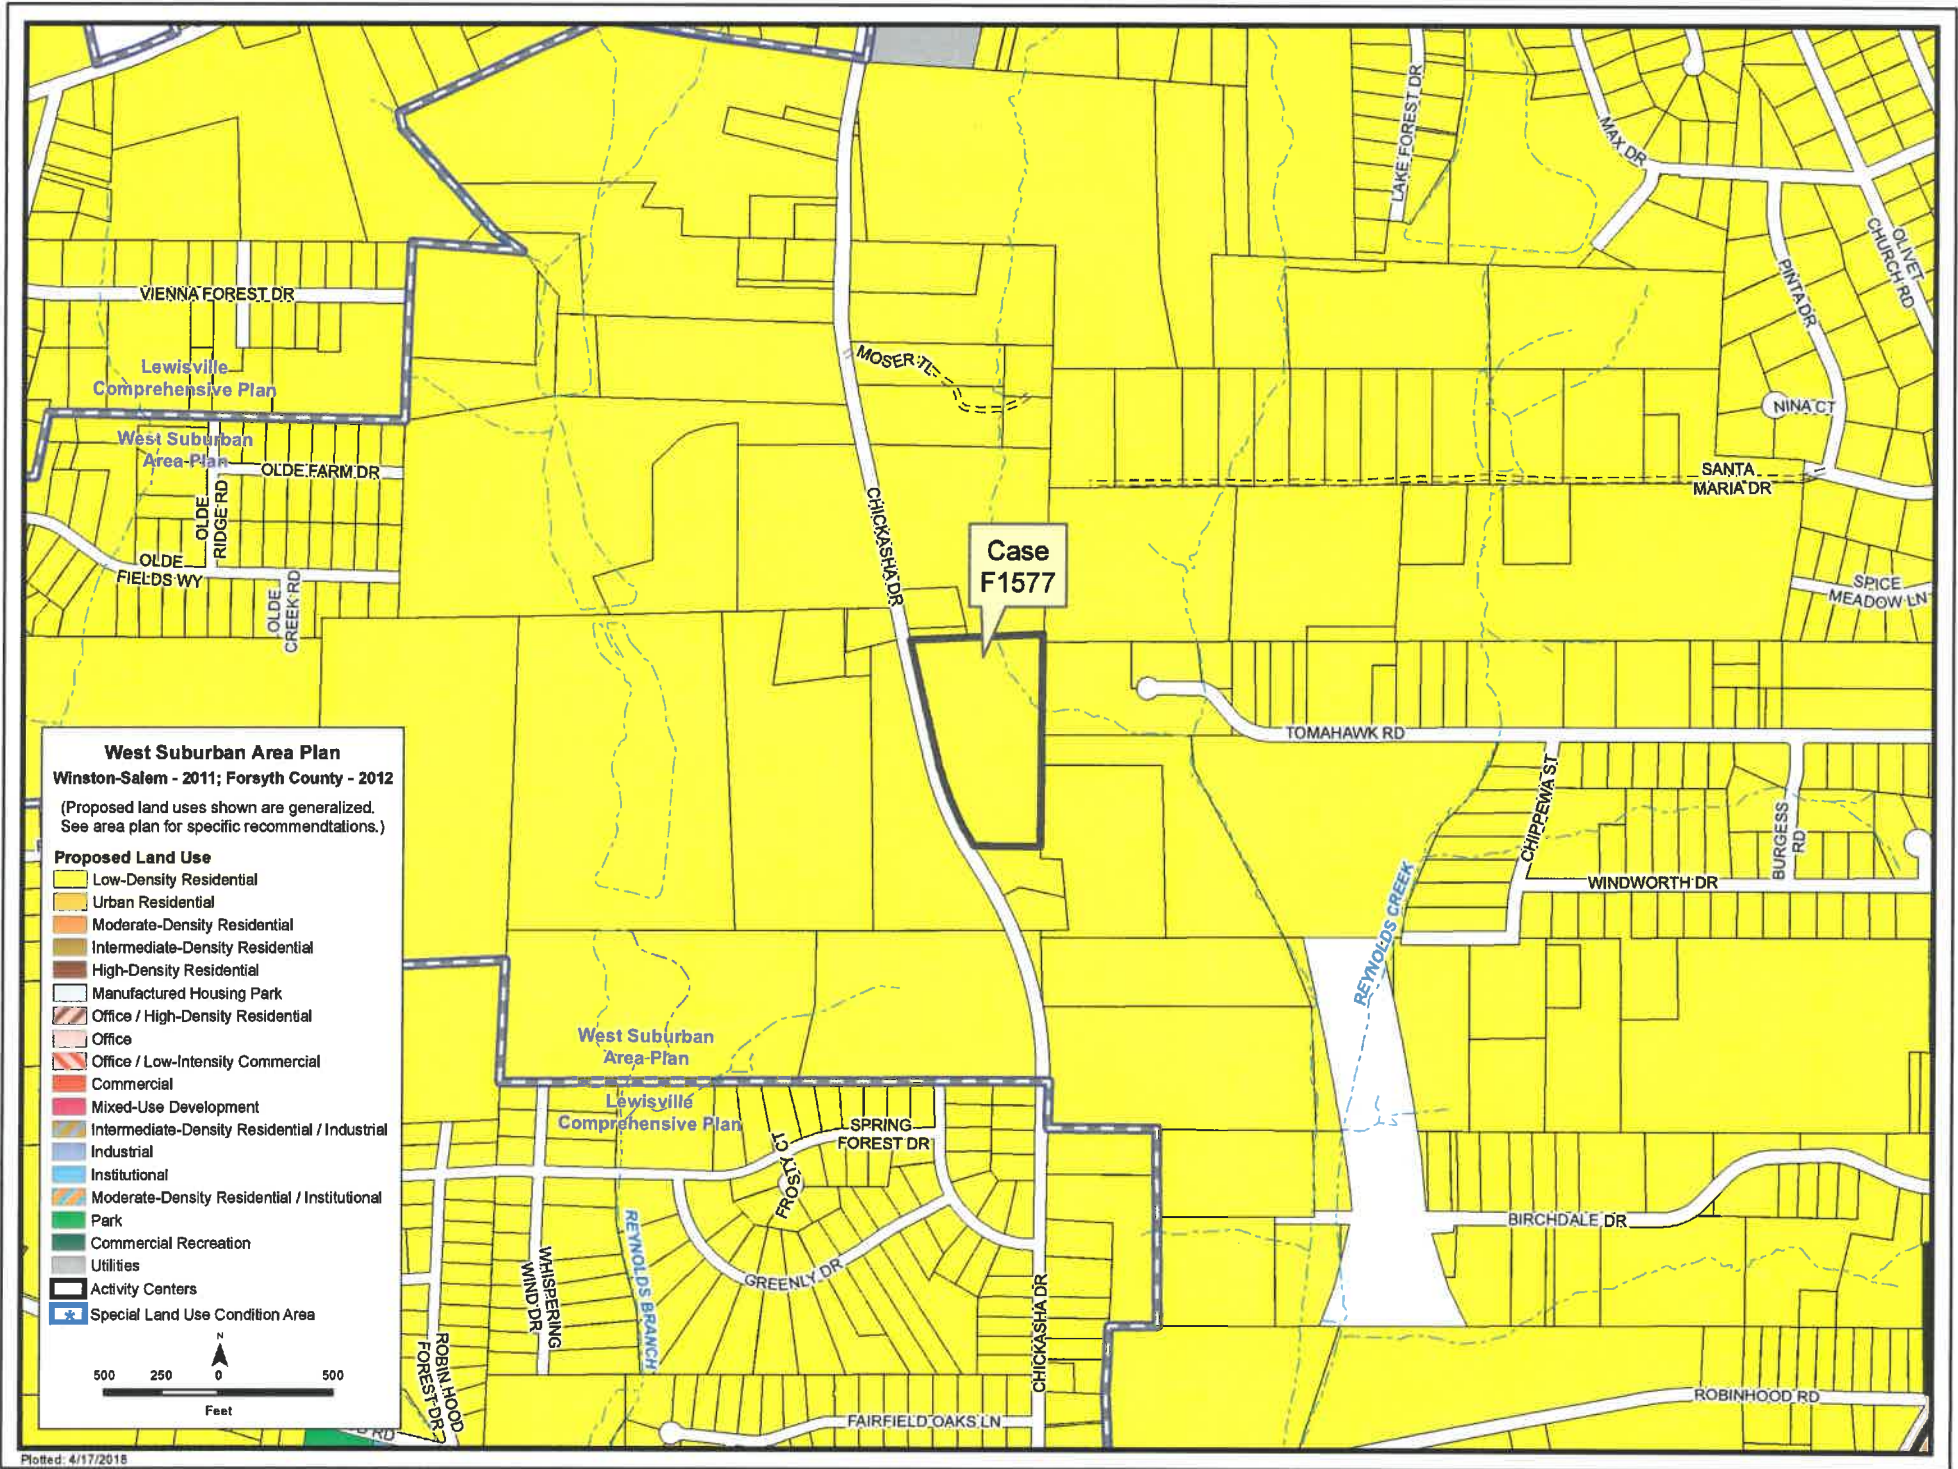 LAKE FOREST DR
MAX DR
OLIVET
CHURCH RD
PINTA DR
VIENNA FOREST DR
MOSER TL
Lewisville
Comprehensive Plan
NINA CT
West Suburban
Area Plan
OLDE FARM DR
SANTA
MARIA DR
OLDE
RIDGE RD
CHICKASHA DR
Case
F1577
OLDE
FIELDS WY
OLDE
CREEK RD
SPICE
MEADOW LN
TOMAHAWK RD
CHIPPEWA ST
BURGESS
RD
WINDWORTH DR
REYNOLDS CREEK
West Suburban Area Plan
Winston-Salem - 2011; Forsyth County - 2012
(Proposed land uses shown are generalized.
See area plan for specific recommendtations.)
Proposed Land Use
Low-Density Residential
Urban Residential
Moderate-Density Residential
Intermediate-Density Residential
High-Density Residential
Manufactured Housing Park
Office / High-Density Residential
Office
Office / Low-Intensity Commercial
Commercial
Mixed-Use Development
Intermediate-Density Residential / Industrial
Industrial
Institutional
Moderate-Density Residential / Institutional
Park
Commercial Recreation
Utilities
Activity Centers
Special Land Use Condition Area
N
500 250 0 500
Feet
West Suburban
Area Plan
Lewisville
Comprehensive Plan
SPRING
FOREST DR
FROSTY CT
GREENLY DR
WHISPERING
WIND DR
REYNOLDS BRANCH
ROBIN HOOD
FOREST DR
CHICKASHA DR
BIRCHDALE DR
FAIRFIELD OAKS LN
ROBINHOOD RD
RD
Plotted: 4/17/2018